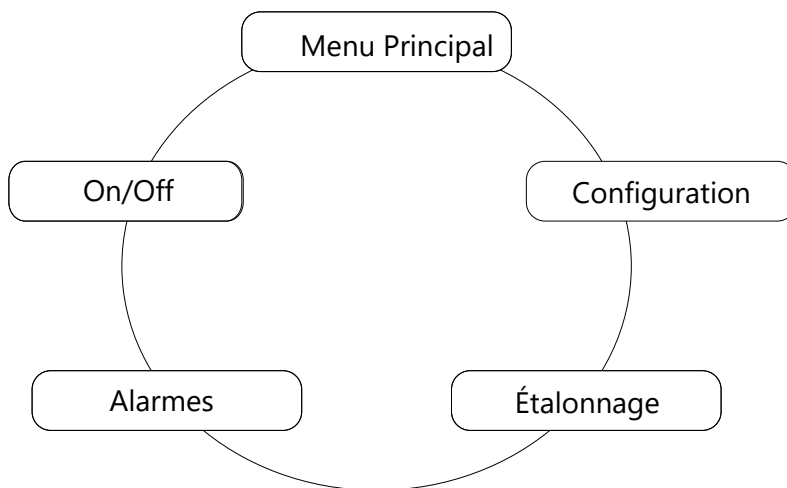 Menu Principal
On/Off
Configuration
Alarmes
Étalonnage